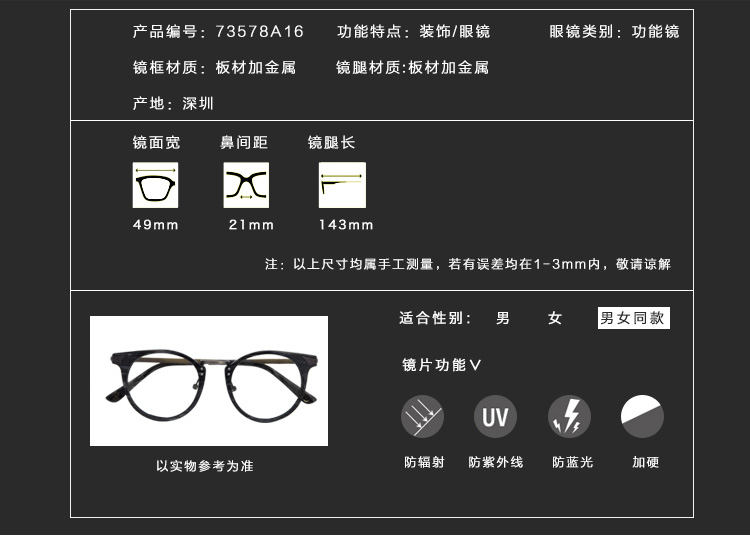 产品编号：73578A16 功能特点：装饰/眼镜 眼镜类别：功能镜
镜框材质：板材加金属 镜腿材质:板材加金属
产地：深圳
镜面宽 鼻间距 镜腿长
49mm 21mm 143mm
注：以上尺寸均属手工测量，若有误差均在1-3mm内，敬请谅解
适合性别： 男 女 男女同款
镜片功能∨
UV
防辐射 防紫外线 防蓝光 加硬
以实物参考为准